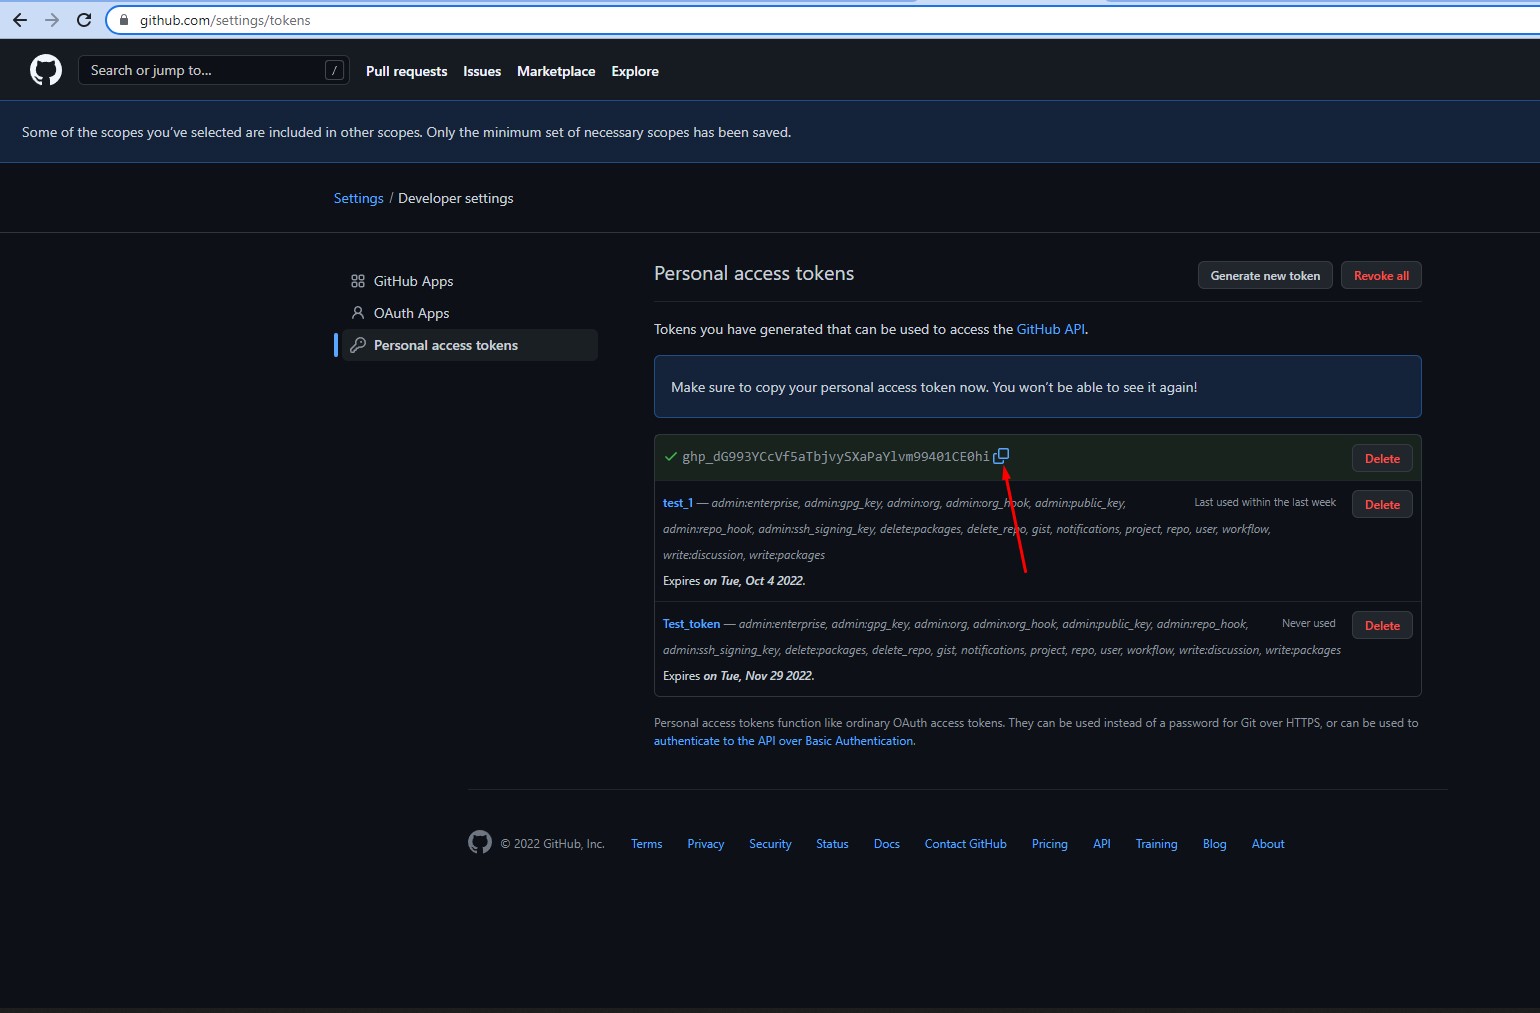 github.com/settings/tokens
Search or jump to... / Pull requests Issues Marketplace Explore
Some of the scopes you've selected are included in other scopes. Only the minimum set of necessary scopes has been saved.
Settings / Developer settings
GitHub Apps
OAuth Apps
Personal access tokens
Personal access tokens Generate new token Revoke all
Tokens you have generated that can be used to access the GitHub API.
Make sure to copy your personal access token now. You won't be able to see it again!
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 Delete
test_1 — admin:enterprise, admin:gpg_key, admin:org, admin:org_hook, admin:public_key, Last used within the last week Delete
admin:repo_hook, admin:ssh_signing_key, delete:packages, delete_repo, gist, notifications, project, repo, user, workflow,
write:discussion, write:packages
Expires on Tue, Oct 4 2022.
Test_token — admin:enterprise, admin:gpg_key, admin:org, admin:org_hook, admin:public_key, admin:repo_hook, Never used Delete
admin:ssh_signing_key, delete:packages, delete_repo, gist, notifications, project, repo, user, workflow, write:discussion, write:packages
Expires on Tue, Nov 29 2022.
Personal access tokens function like ordinary OAuth access tokens. They can be used instead of a password for Git over HTTPS, or can be used to
authenticate to the API over Basic Authentication.
© 2022 GitHub, Inc. Terms Privacy Security Status Docs Contact GitHub Pricing API Training Blog About